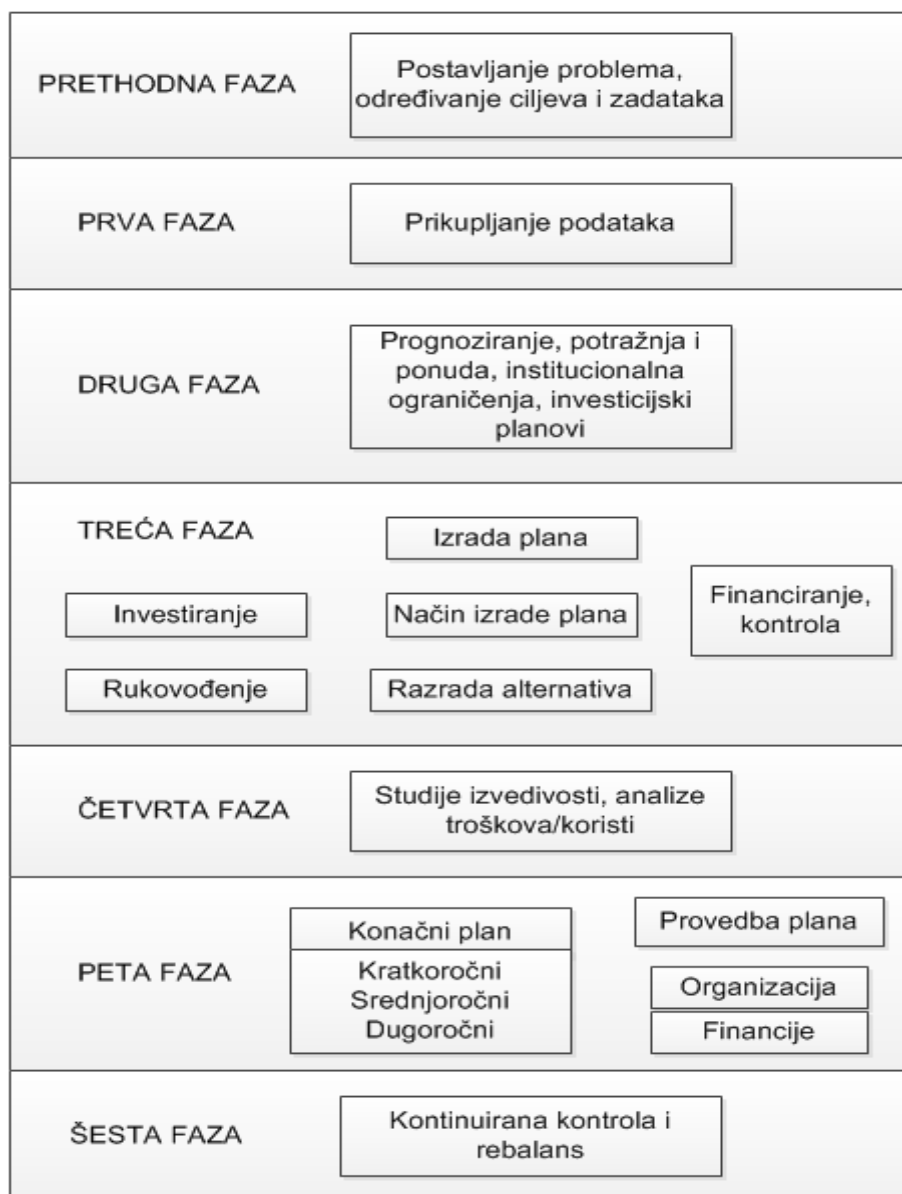 PRETHODNA FAZA
Postavljanje problema,
određivanje ciljeva i zadataka
PRVA FAZA
Prikupljanje podataka
DRUGA FAZA
Prognoziranje, potražnja i
ponuda, institucionalna
ograničenja, investicijski
planovi
TREĆA FAZA
Izrada plana
Investiranje
Način izrade plana
Financiranje,
kontrola
Rukovođenje
Razrada alternativa
ČETVRTA FAZA
Studije izvedivosti, analize
troškova/koristi
PETA FAZA
Konačni plan
Kratkoročni
Srednjoročni
Dugoročni
Provedba plana
Organizacija
Financije
ŠESTA FAZA
Kontinuirana kontrola i
rebalans